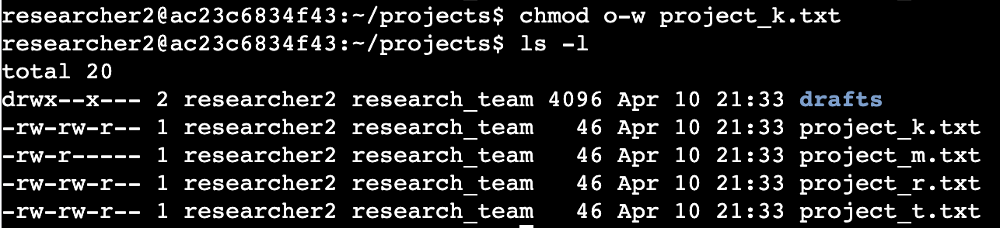 researcher2@ac23c6834f43:~/projects$ chmod o-w project_k.txt
researcher2@ac23c6834f43:~/projects$ ls -l
total 20
drwx--x--- 2 researcher2 research_team 4096 Apr 10 21:33 drafts
-rw-rw-r-- 1 researcher2 research_team   46 Apr 10 21:33 project_k.txt
-rw-r----- 1 researcher2 research_team   46 Apr 10 21:33 project_m.txt
-rw-rw-r-- 1 researcher2 research_team   46 Apr 10 21:33 project_r.txt
-rw-rw-r-- 1 researcher2 research_team   46 Apr 10 21:33 project_t.txt